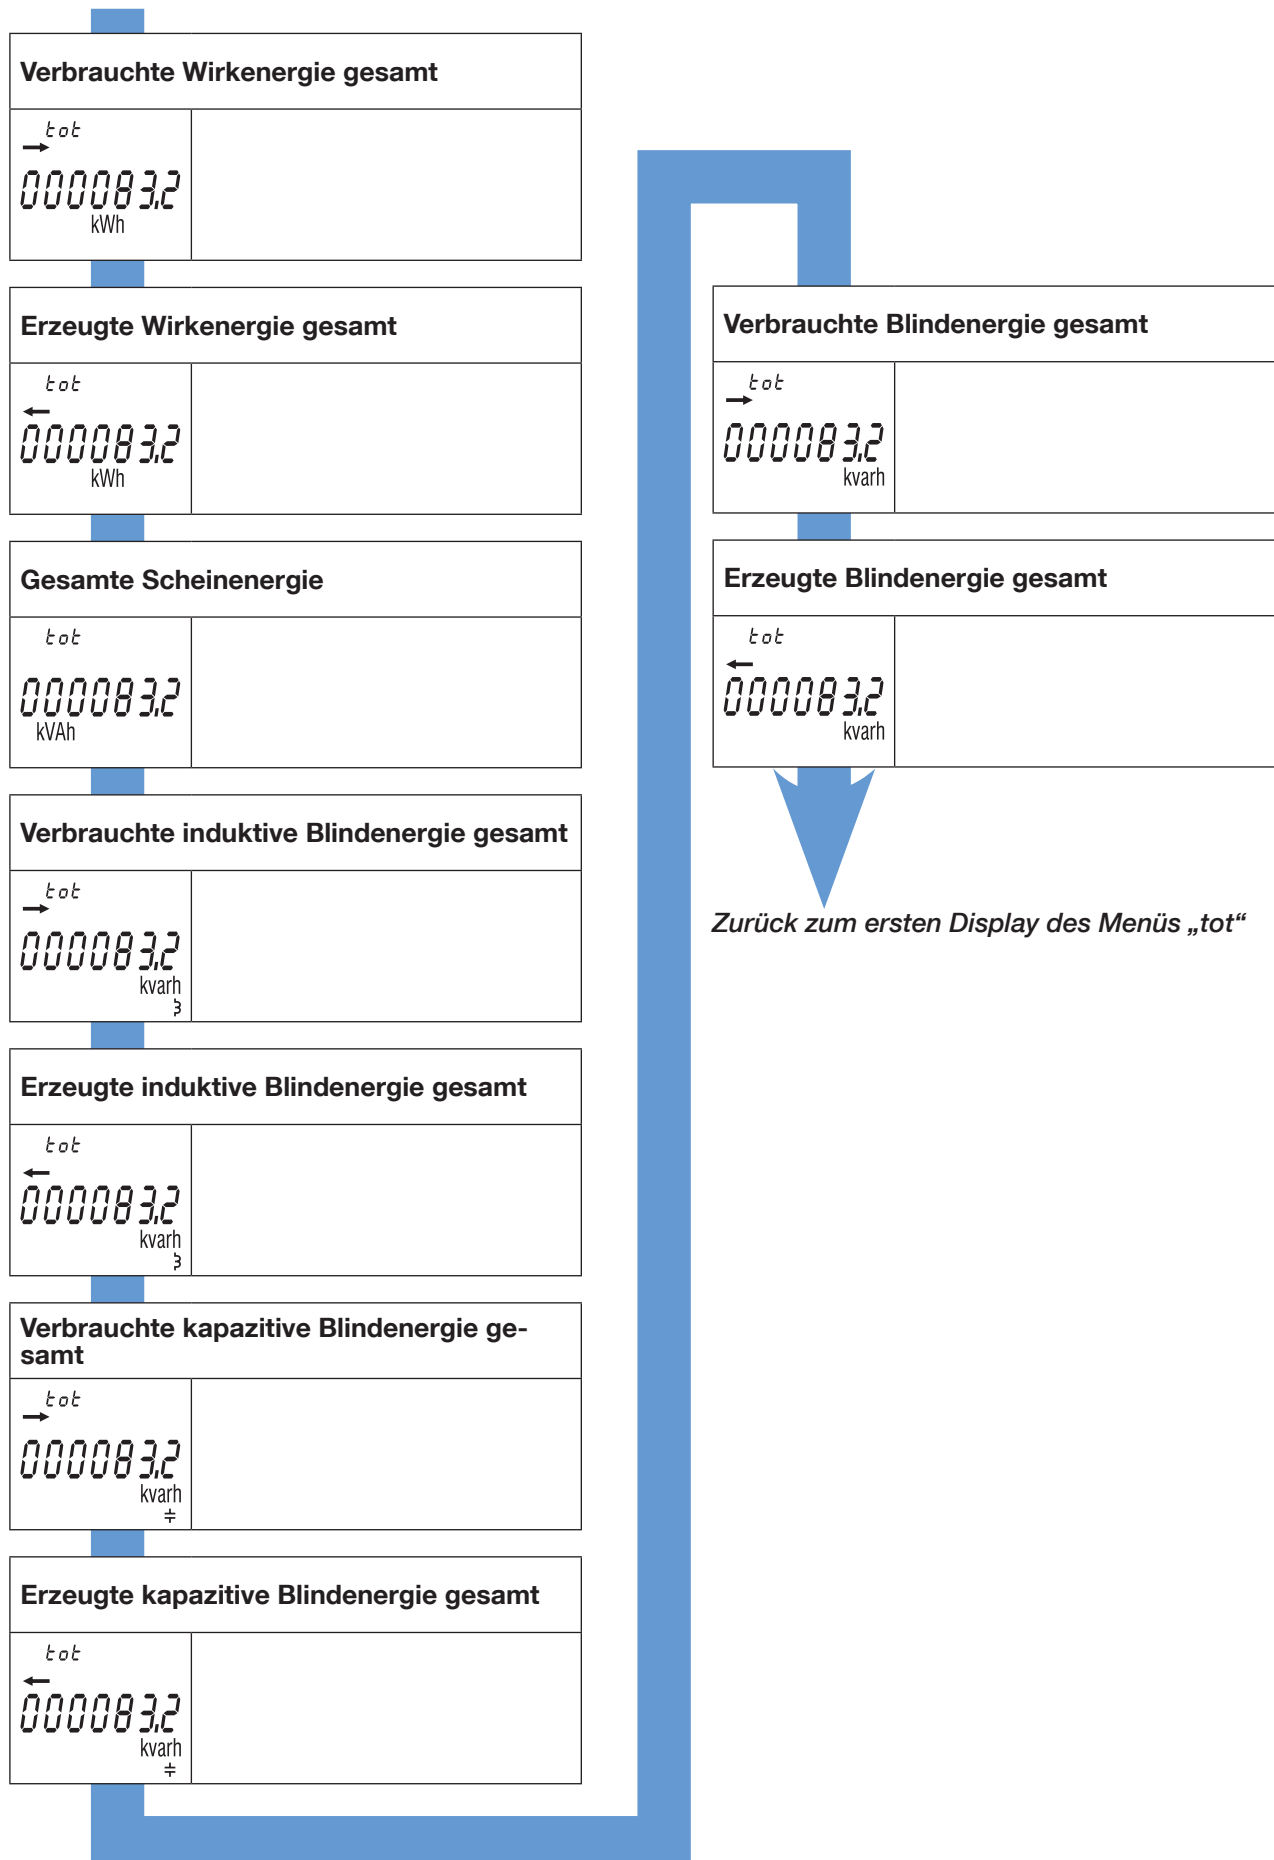 Verbrauchte Wirkenergie gesamt
tot
000083,2
kWh
Erzeugte Wirkenergie gesamt
tot
000083,2
kWh
Gesamte Scheinenergie
tot
000083,2
kVAh
Verbrauchte induktive Blindenergie gesamt
tot
000083,2
kvarh
Erzeugte induktive Blindenergie gesamt
tot
000083,2
kvarh
Verbrauchte kapazitive Blindenergie ge-
samt
tot
000083,2
kvarh
Erzeugte kapazitive Blindenergie gesamt
tot
000083,2
kvarh
Verbrauchte Blindenergie gesamt
tot
000083,2
kvarh
Erzeugte Blindenergie gesamt
tot
000083,2
kvarh
Zurück zum ersten Display des Menüs „tot“